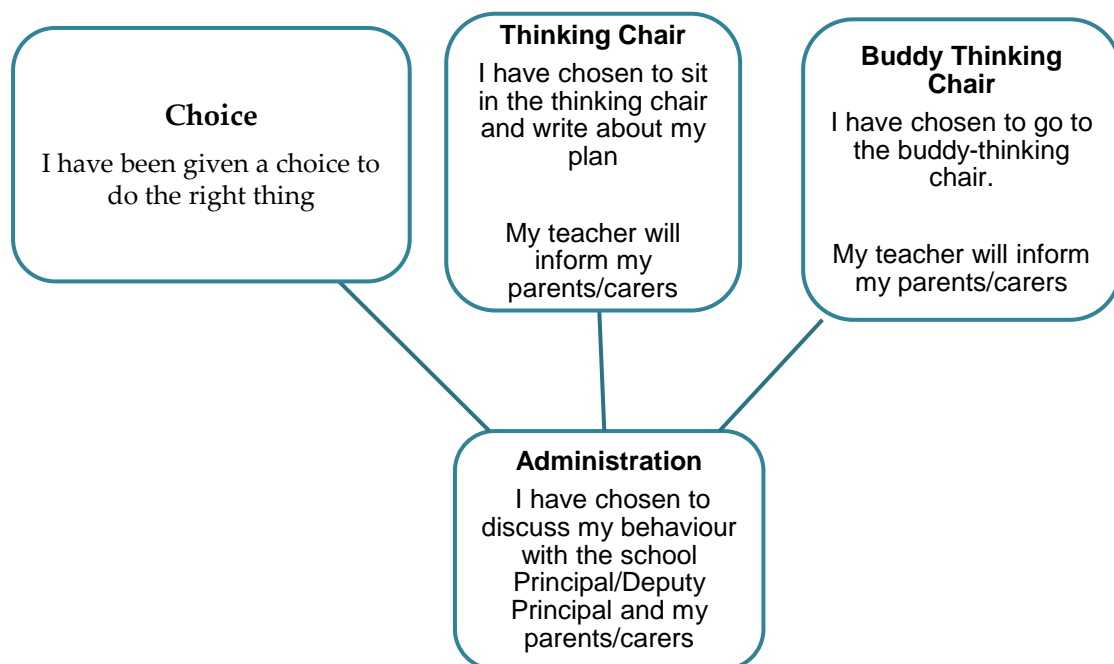 Choice
I have been given a choice to
do the right thing
Thinking Chair
I have chosen to sit
in the thinking chair
and write about my
plan
My teacher will
inform my
parents/carers
Buddy Thinking
Chair
I have chosen to go to
the buddy-thinking
chair.
My teacher will inform
my parents/carers
Administration
I have chosen to
discuss my behaviour
with the school
Principal/Deputy
Principal and my
parents/carers